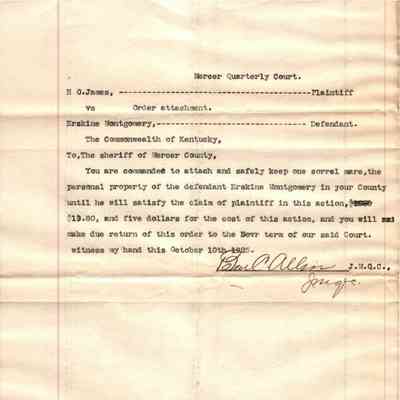 Mercer Quarterly Court.
H C.James, ------------------------------------Plaintiff
vs Order attachment.
Erskine Montgomery,---------------------------- Defendant.
The Commonwealth of Kentucky,
To,The sheriff of Mercer County,
You are commanded to attach and safely keep one sorrel mare,the
personal property of the defendant Erskine Montgomery in your County
until he will satisfy the claim of plaintiff in this action,
$19.80, and five dollars for the cost of this action, and you will
make due return of this order to the Novr term of our said Court.
witness my hand this October 10th
Ben C Allin J.M.Q.C.,